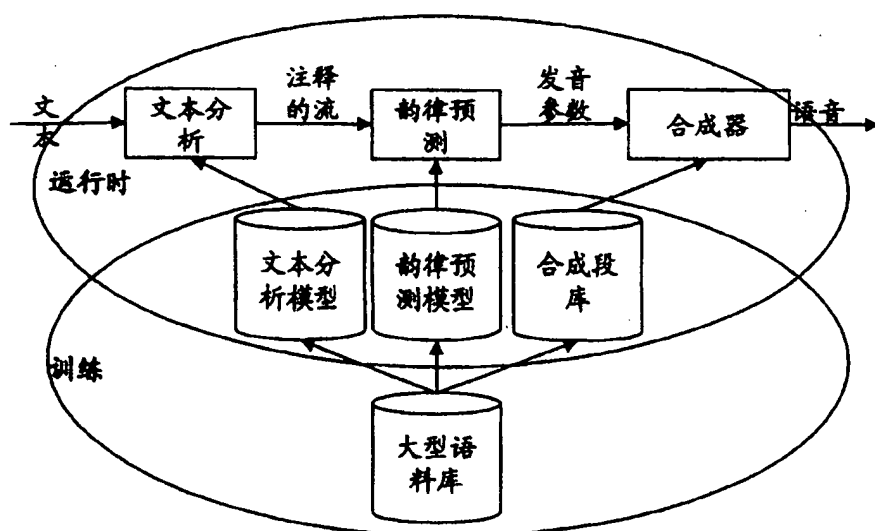 注释
的流
发音
参数
文
本
文本分
析
韵律预
测
合成器
语音
运行时
文本分
析模型
韵律预
测模型
合成段
库
训练
大型语
料库